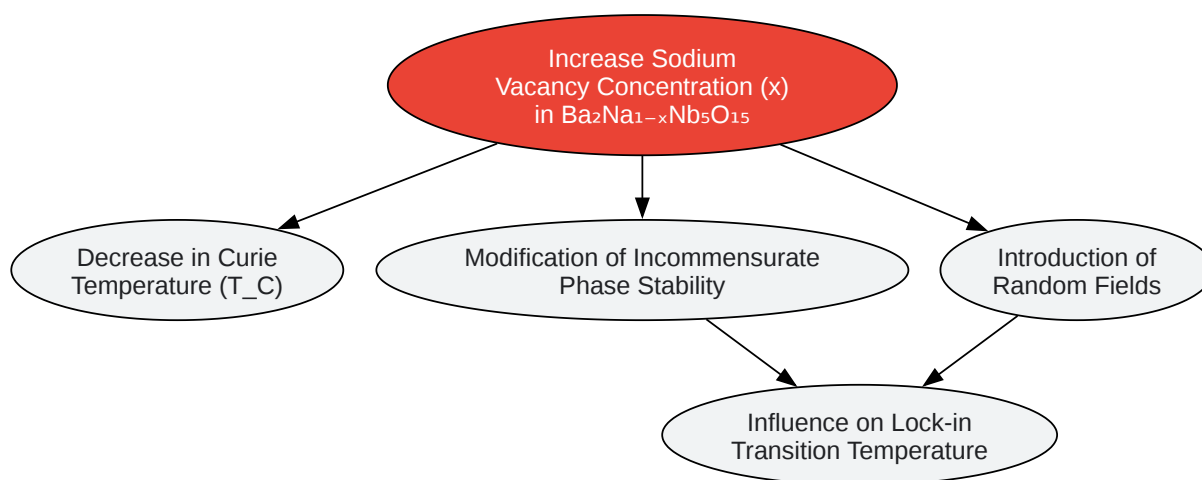 Increase Sodium
Vacancy Concentration (x)
in Ba₂Na₁₋ₓNb₅O₁₅
Decrease in Curie
Temperature (T_C)
Modification of Incommensurate
Phase Stability
Introduction of
Random Fields
Influence on Lock-in
Transition Temperature